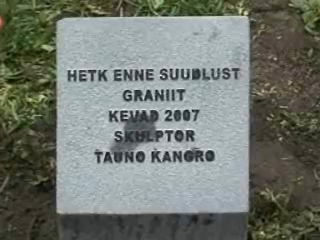 HETK ENNE SUUDLUST
GRANIIT
KEVAD 2007
SKULPTOR
TAUNO KANGRO